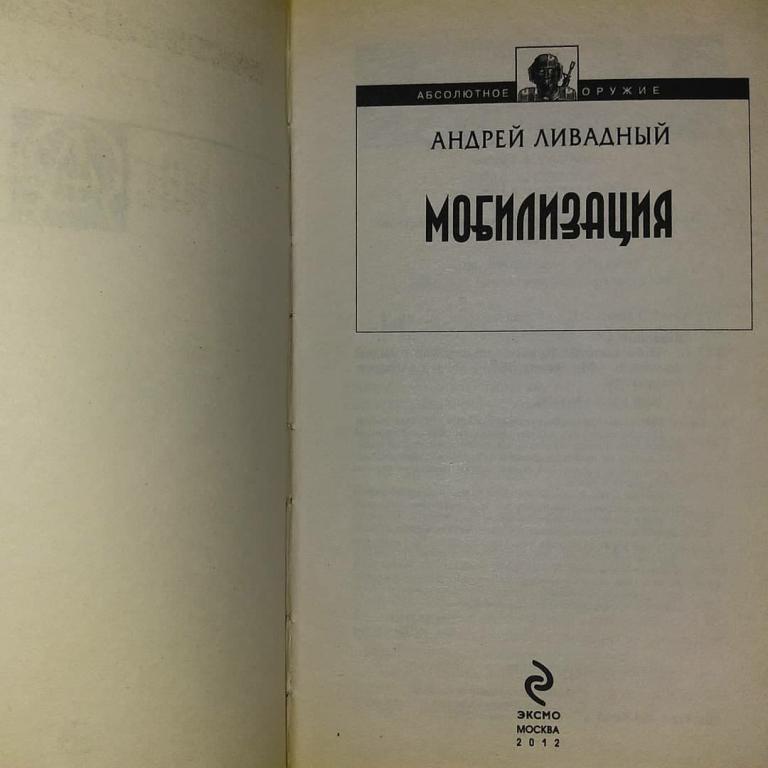 АБСОЛЮТНОЕ ОРУЖИЕ
АНДРЕЙ ЛИВАДНЫЙ
МОБИЛИЗАЦИЯ
ЭКСМО
МОСКВА
2012